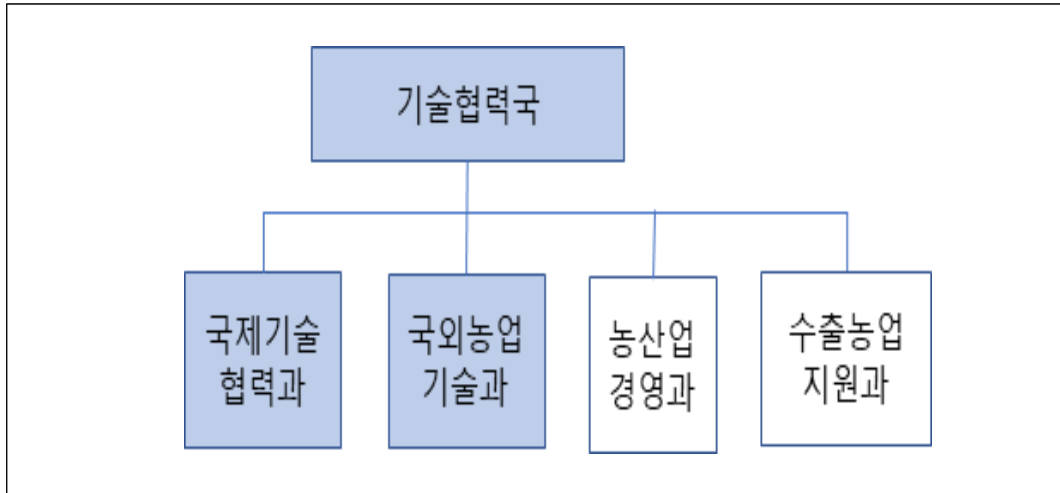 기술협력국
국제기술
협력과
국외농업
기술과
농산업
경영과
수출농업
지원과